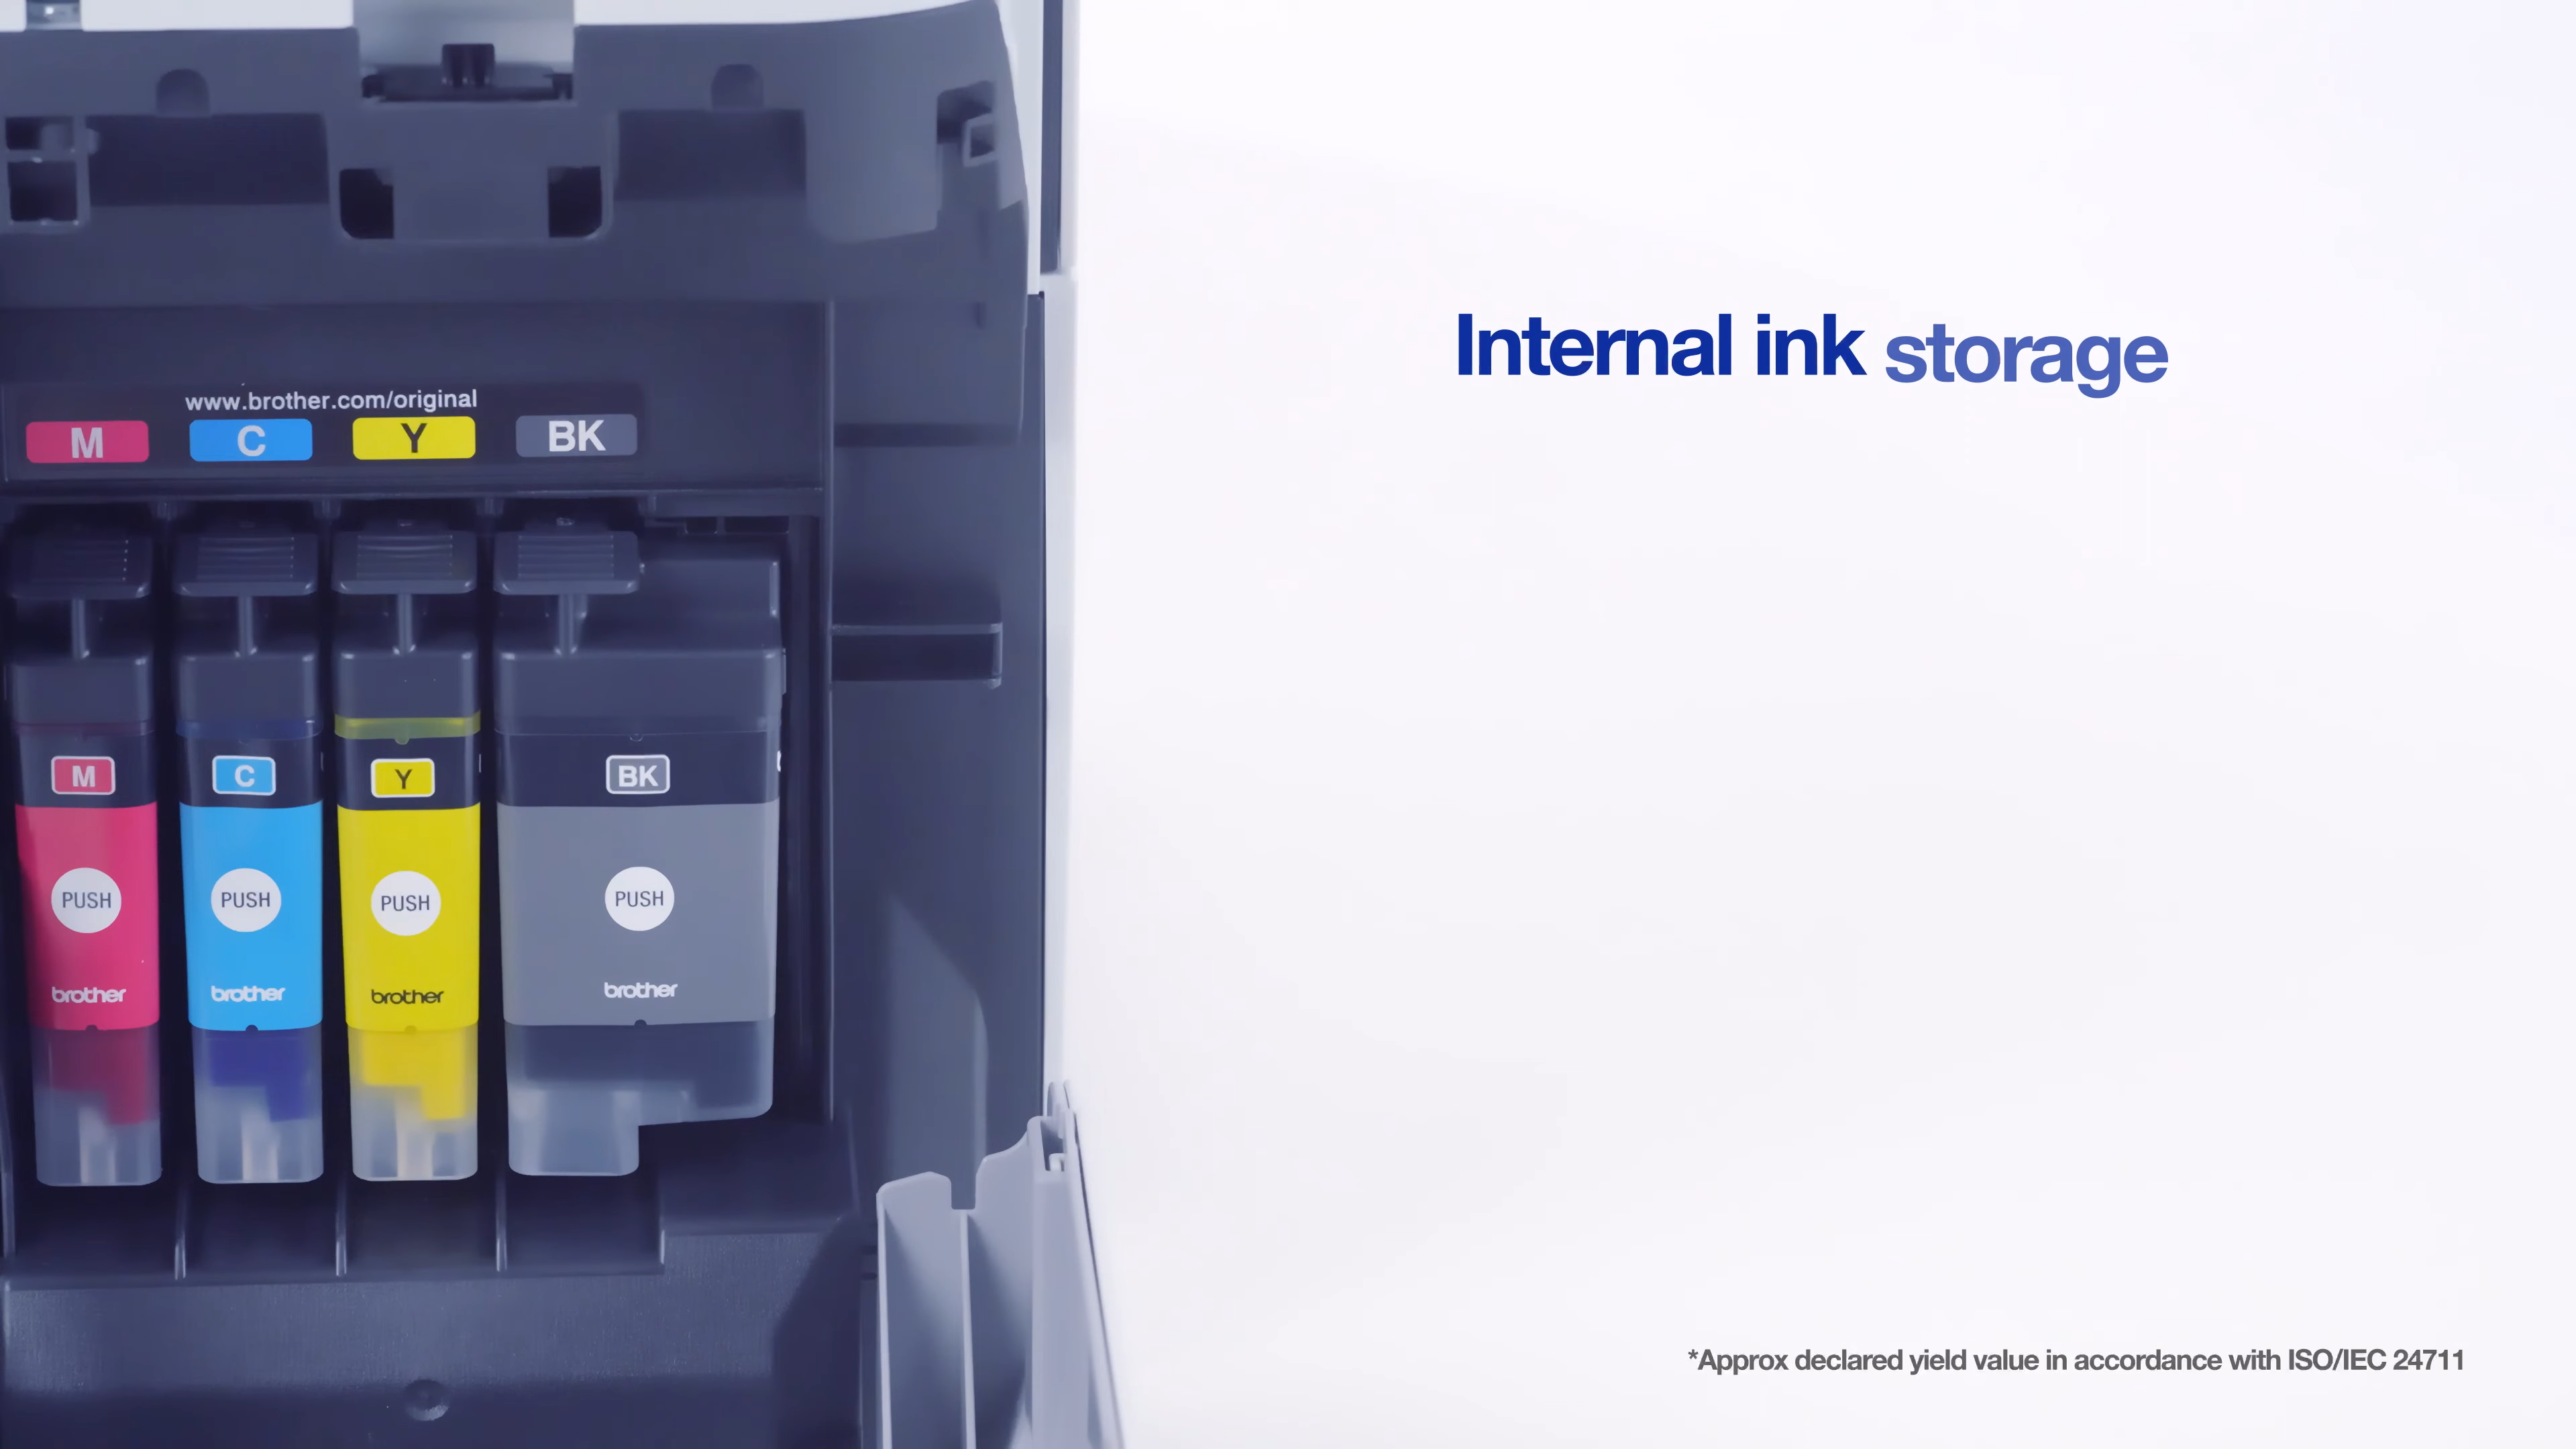 Internal ink storage
www.brother.com/original
M C Y BK
M C Y BK
PUSH PUSH PUSH PUSH
brother brother brother brother
*Approx declared yield value in accordance with ISO/IEC 24711